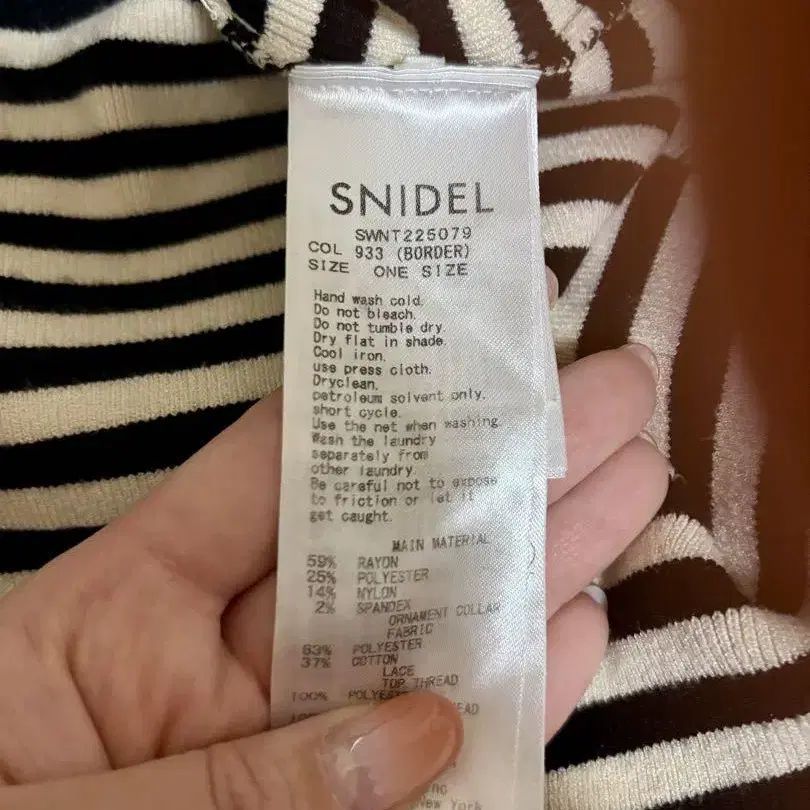 SNIDEL
SWNT225079
COL 933 (BORDER)
SIZE ONE SIZE
Hand wash cold.
Do not bleach.
Do not tumble dry.
Dry flat in shade.
Cool iron.
use press cloth.
Dryclean.
petroleum solvent only.
short cycle.
Use the net when washing.
Wash the laundry
separately from
other laundry.
Be careful not to expose
to friction or let it
get caught.
MAIN MATERIAL
59% RAYON
25% POLYESTER
14% NYLON
2% SPANDEX
ORNAMENT COLLAR
FABRIC
63% POLYESTER
37% COTTON
LACE
TOP THREAD
100%
New York